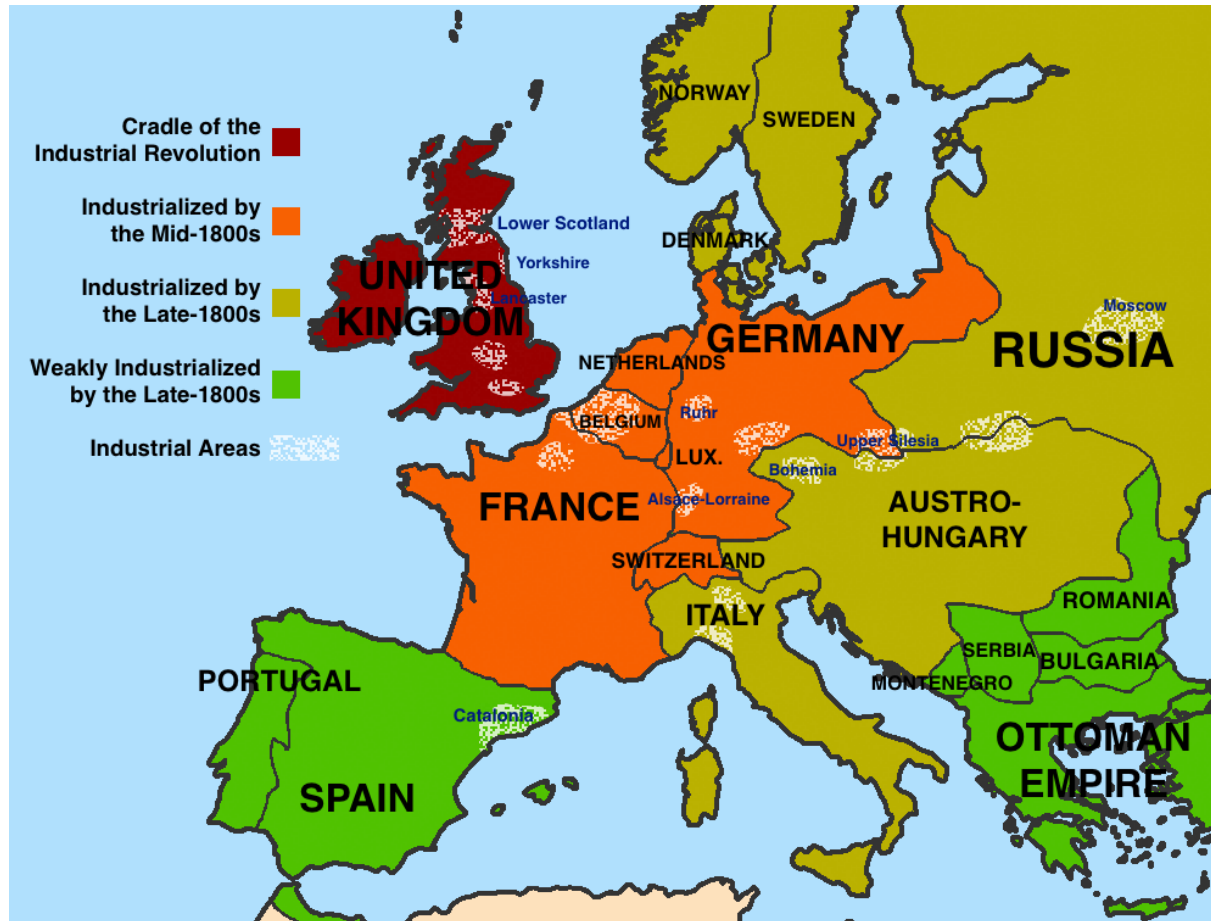 Cradle of the
Industrial Revolution
Industrialized by
the Mid-1800s
Industrialized by
the Late-1800s
Weakly Industrialized
by the Late-1800s
Industrial Areas
NORWAY
SWEDEN
Lower Scotland
DENMARK
Yorkshire
UNITED
KINGDOM
Lancaster
Moscow
GERMANY
RUSSIA
NETHERLANDS
Ruhr
BELGIUM
Upper Silesia
LUX.
Bohemia
FRANCE
Alsace-Lorraine
AUSTRO-
HUNGARY
SWITZERLAND
ITALY
ROMANIA
SERBIA
BULGARIA
MONTENEGRO
PORTUGAL
Catalonia
SPAIN
OTTOMAN
EMPIRE